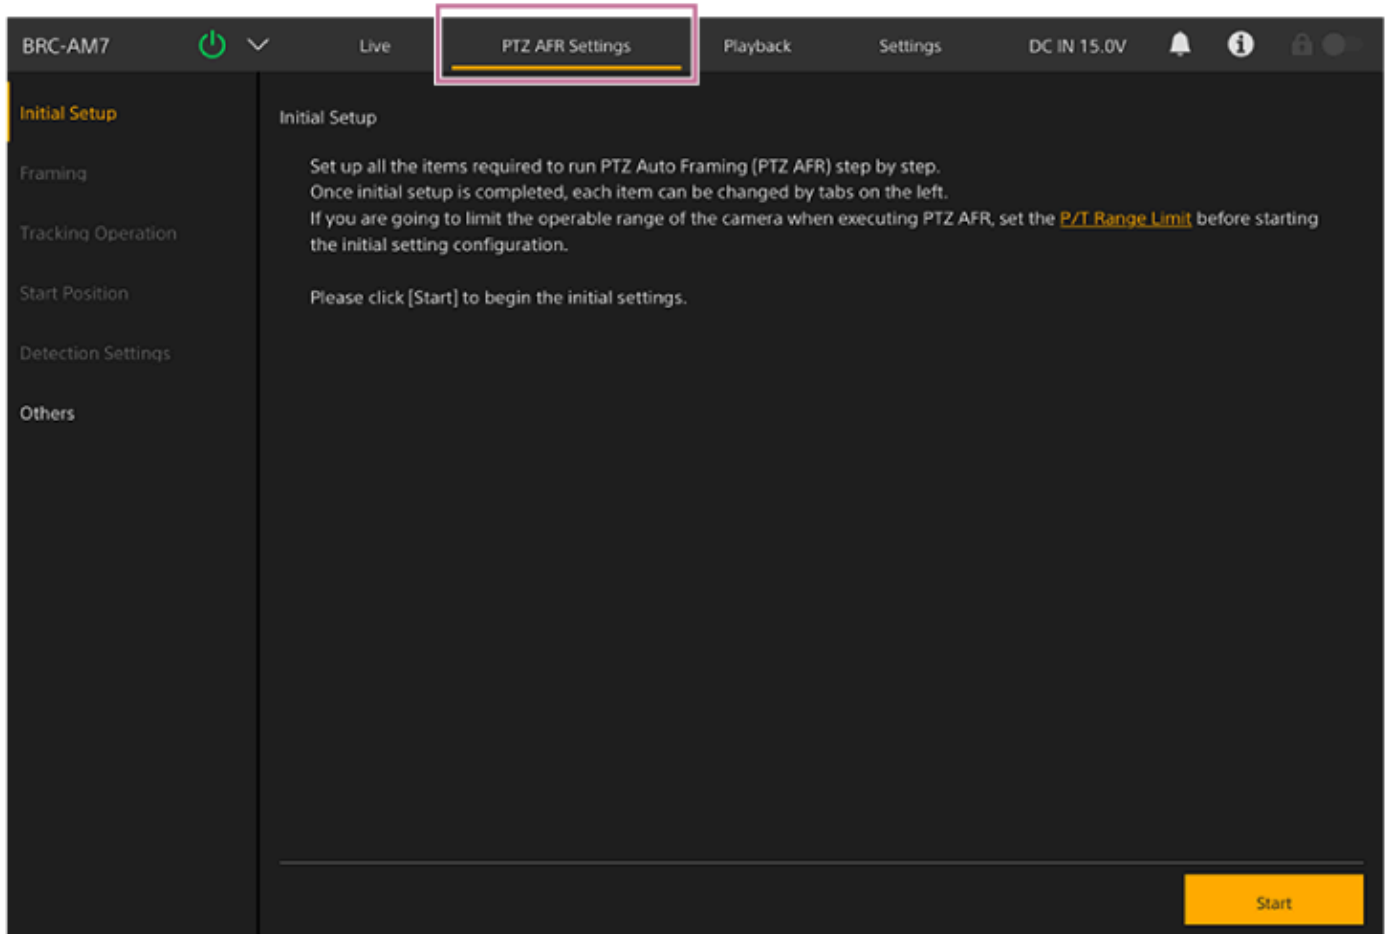 BRC-AM7 Live PTZ AFR Settings Playback Settings DC IN 15.0V
Initial Setup
Framing
Tracking Operation
Start Position
Detection Settings
Others
Initial Setup
Set up all the items required to run PTZ Auto Framing (PTZ AFR) step by step.
Once initial setup is completed, each item can be changed by tabs on the left.
If you are going to limit the operable range of the camera when executing PTZ AFR, set the P/T Range Limit before starting
the initial setting configuration.
Please click [Start] to begin the initial settings.
Start